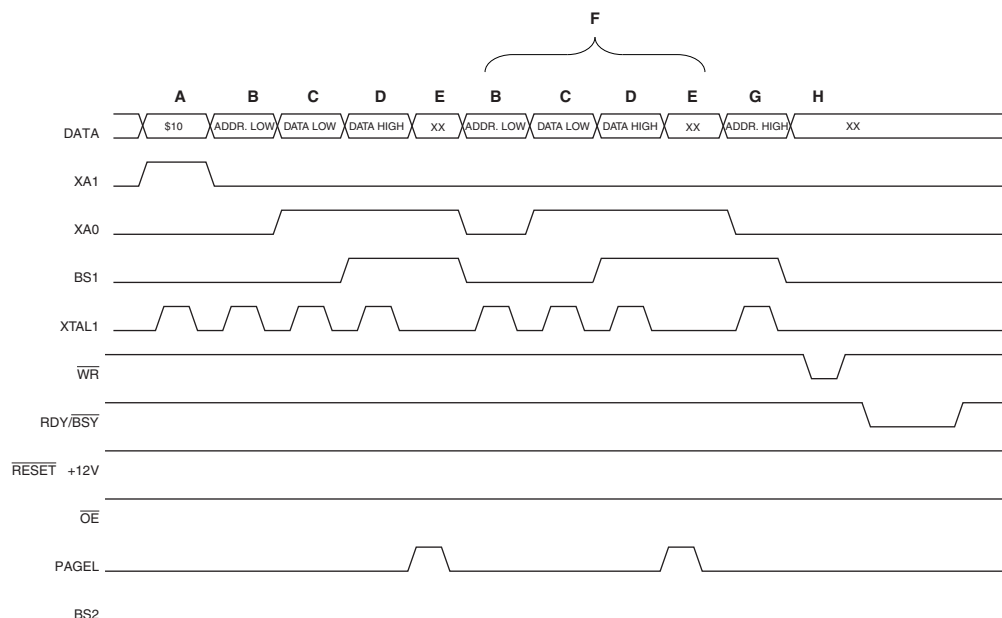 F
A B C D E B C D E G H
DATA $10 ADDR. LOW DATA LOW DATA HIGH XX ADDR. LOW DATA LOW DATA HIGH XX ADDR. HIGH XX
XA1
XA0
BS1
XTAL1
WR
RDY/BSY
RESET +12V
OE
PAGEL
BS2